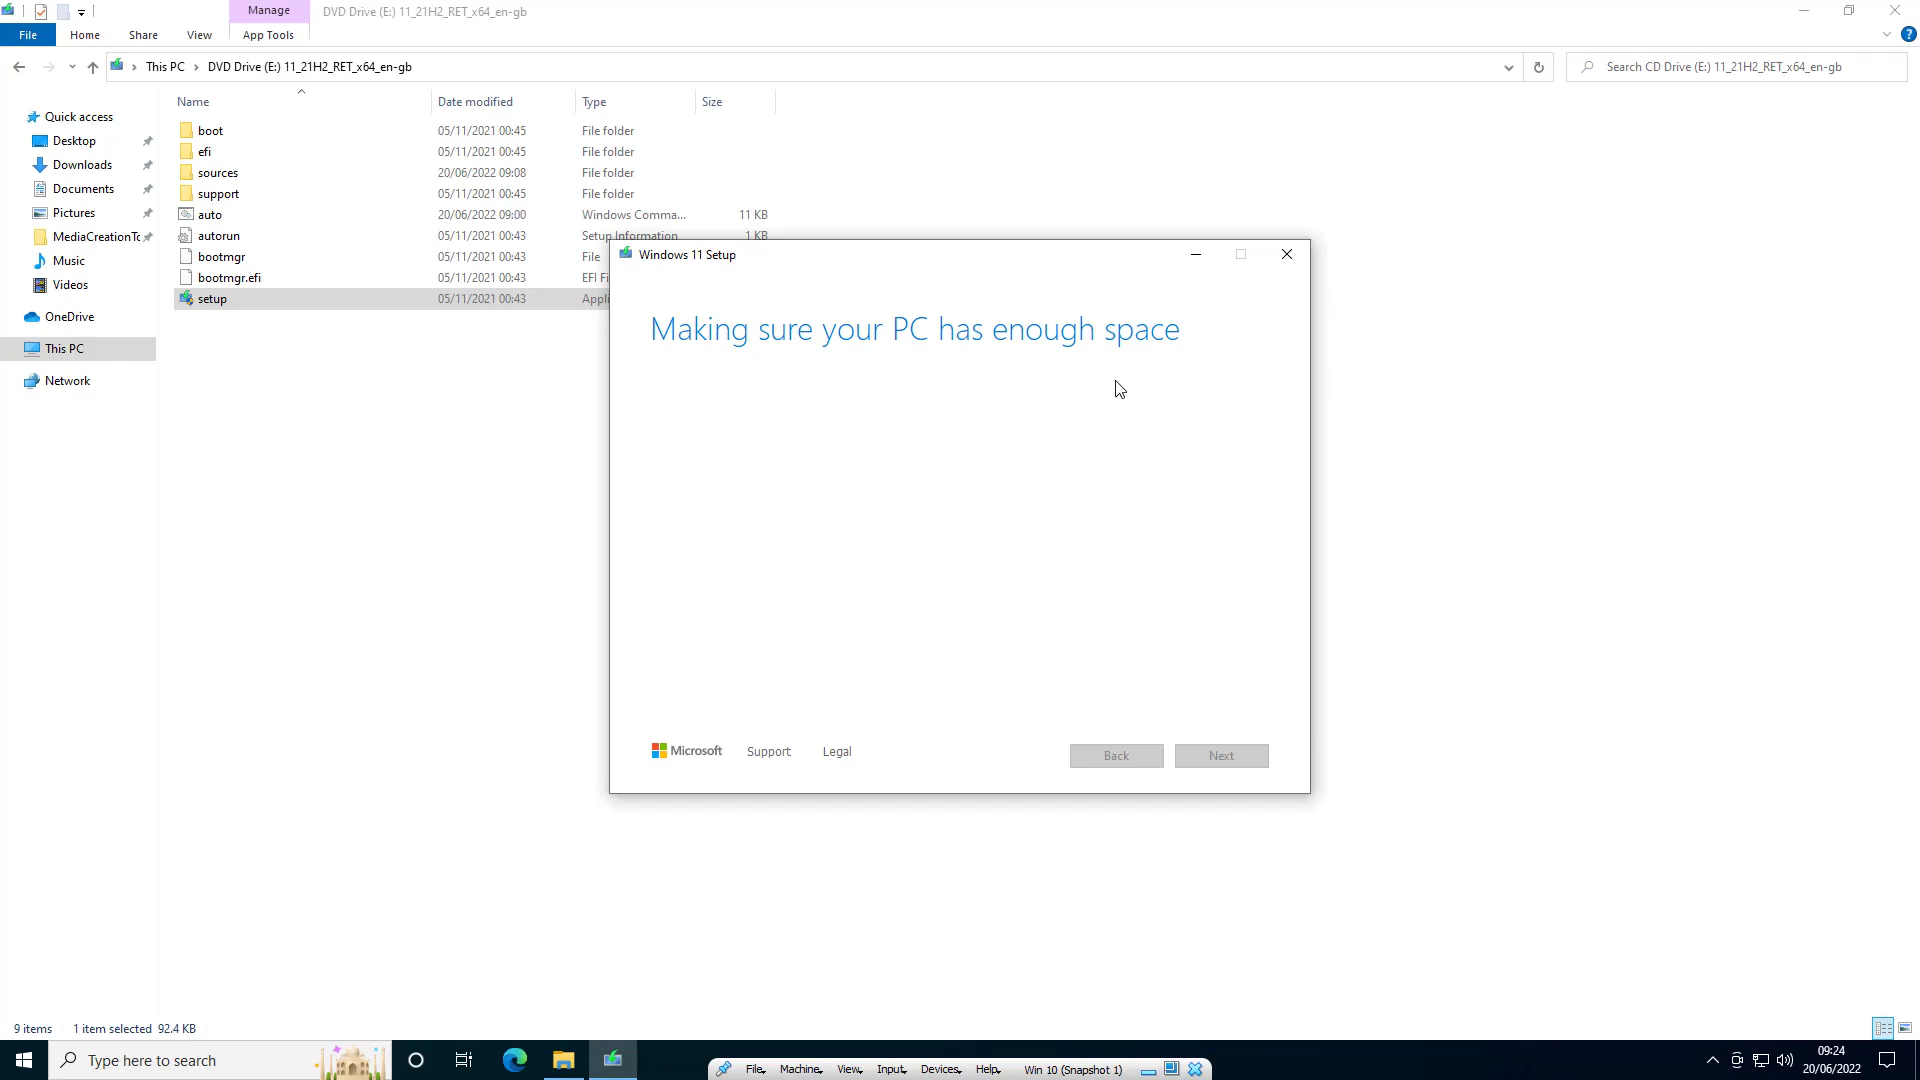 Manage
DVD Drive (E:) 11_21H2_RET_x64_en-gb
File
Home
Share
View
App Tools
This PC
DVD Drive (E:) 11_21H2_RET_x64_en-gb
Search CD Drive (E:) 11_21H2_RET_x64_en-gb
Name
Date modified
Type
Size
Quick access
Desktop
Downloads
Documents
Pictures
MediaCreationTo
Music
Videos
OneDrive
This PC
Network
boot 05/11/2021 00:45 File folder
efi 05/11/2021 00:45 File folder
sources 20/06/2022 09:08 File folder
support 05/11/2021 00:45 File folder
auto 20/06/2022 09:00 Windows Comma... 11 KB
autorun 05/11/2021 00:43 Setup Information 1 KB
bootmgr 05/11/2021 00:43 File
bootmgr.efi 05/11/2021 00:43 EFI Fi
setup 05/11/2021 00:43 Appli
Windows 11 Setup
Making sure your PC has enough space
Microsoft
Support
Legal
Back
Next
9 items
1 item selected 92.4 KB
Type here to search
File
Machine
View
Input
Devices
Help
Win 10 (Snapshot 1)
09:24
20/06/2022